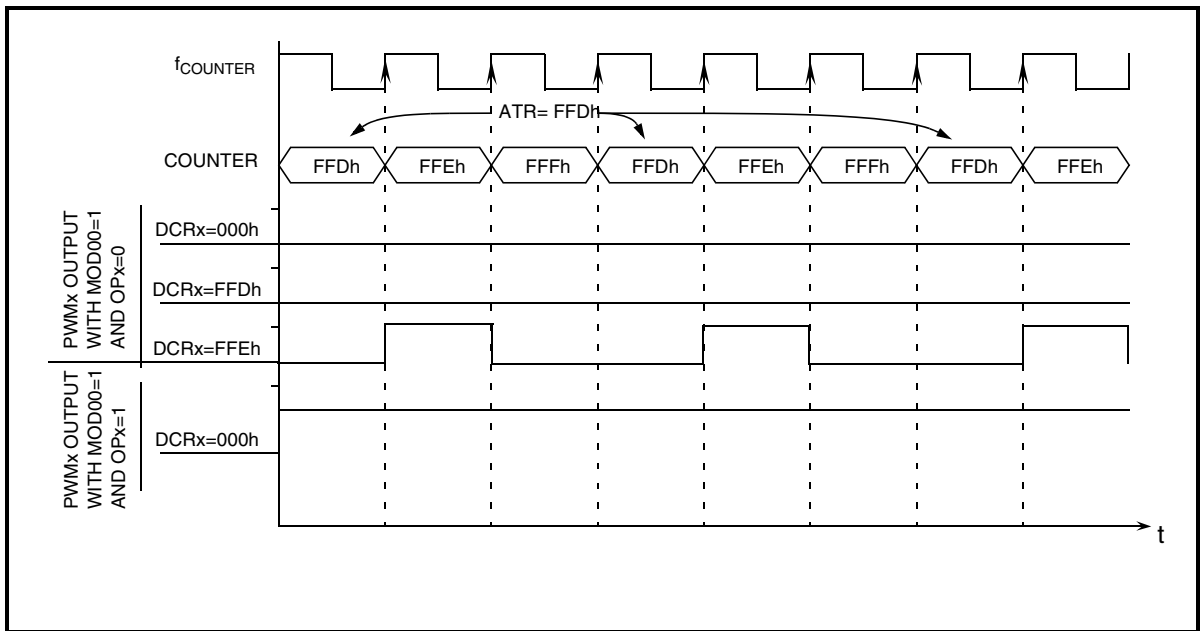 fCOUNTER
ATR= FFDh
COUNTER
FFDh FFEh FFFh FFDh FFEh FFFh FFDh FFEh
PWMx OUTPUT
WITH MOD00=1
AND OPx=0
DCRx=000h
DCRx=FFDh
DCRx=FFEh
PWMx OUTPUT
WITH MOD00=1
AND OPx=1
DCRx=000h
t